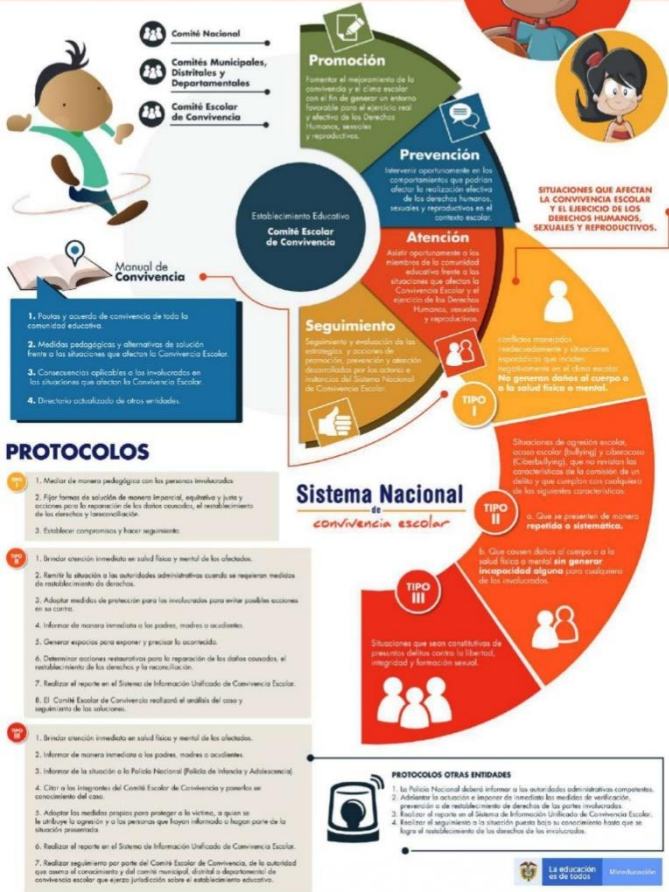 Comité Nacional
Comités Municipales,
Distritales y
Departamentales
Comité Escolar
de Convivencia
Promoción
Fomentar el mejoramiento de la
convivencia y el clima escolar
con el fin de generar un entorno
favorable para el ejercicio real
y efectivo de los Derechos
Humanos, sexuales
y reproductivos.
Prevención
Intervenir oportunamente en los
comportamientos que podrían
afectar la realización efectiva
de los derechos humanos,
sexuales y reproductivos en el
contexto escolar.
Establecimiento Educativo
Comité Escolar
de Convivencia
Atención
Asistir oportunamente a los
miembros de la comunidad
educativa frente a las
situaciones que afectan la
Convivencia Escolar y el
ejercicio de los Derechos
Humanos, sexuales
y reproductivos.
Seguimiento
Seguimiento y evaluación de las
estrategias y acciones de
promoción, prevención y atención
desarrolladas por los actores e
instancias del Sistema Nacional
de Convivencia Escolar.
SITUACIONES QUE AFECTAN
LA CONVIVENCIA ESCOLAR
Y EL EJERCICIO DE LOS
DERECHOS HUMANOS,
SEXUALES Y REPRODUCTIVOS.
Manual de
Convivencia
1. Pautas y acuerdo de convivencia de toda la
comunidad educativa.
2. Medidas pedagógicas y alternativas de solución
frente a las situaciones que afectan la Convivencia Escolar.
3. Consecuencias aplicables a los involucrados en
las situaciones que afectan la Convivencia Escolar.
4. Directorio actualizado de otras entidades.
TIPO
I
conflictos manejados
inadecuadamente y situaciones
esporádicas que inciden
negativamente en el clima escolar.
No generan daños al cuerpo o
a la salud física o mental.
TIPO
II
Situaciones de agresión escolar,
acoso escolar (bullying) y ciberacoso
(Ciberbullying), que no revistan las
características de la comisión de un
delito y que cumplan con cualquiera
de las siguientes características:
a. Que se presenten de manera
repetida o sistemática.
b. Que causen daños al cuerpo o a la
salud física o mental sin generar
incapacidad alguna para cualquiera
de los involucrados.
TIPO
III
Situaciones que sean constitutivas de
presuntos delitos contra la libertad,
integridad y formación sexual.
Sistema Nacional
de
convivencia escolar
PROTOCOLOS
TIPO
I
1. Mediar de manera pedagógica con las personas involucradas
2. Fijar formas de solución de manera imparcial, equitativa y justa y
acciones para la reparación de los daños causados, el restablecimiento
de los derechos y la reconciliación.
3. Establecer compromisos y hacer seguimiento.
TIPO
II
1. Brindar atención inmediata en salud física y mental de los afectados.
2. Remitir la situación a las autoridades administrativas cuando se requieran medidas
de restablecimiento de derechos.
3. Adoptar medidas de protección para los involucrados para evitar posibles acciones
en su contra.
4. Informar de manera inmediata a los padres, madres o acudientes.
5. Generar espacios para exponer y precisar lo acontecido.
6. Determinar acciones restaurativas para la reparación de los daños causados, el
restablecimiento de los derechos y la reconciliación.
7. Realizar el reporte en el Sistema de Información Unificado de Convivencia Escolar.
8. El Comité Escolar de Convivencia realizará el análisis del caso y
seguimiento de las soluciones.
TIPO
III
1. Brindar atención inmediata en salud física y mental de los afectados.
2. Informar de manera inmediata a los padres, madres o acudientes.
3. Informar de la situación a la Policía Nacional (Policía de Infancia y Adolescencia)
4. Citar a los integrantes del Comité Escolar de Convivencia y ponerlos en
conocimiento del caso.
5. Adoptar las medidas propias para proteger a la víctima, a quien se
le atribuye la agresión y a las personas que hayan informado o hagan parte de la
situación presentada.
6. Realizar el reporte en el Sistema de Información Unificado de Convivencia Escolar.
7. Realizar seguimiento por parte del Comité Escolar de Convivencia, de la autoridad
que asuma el conocimiento y del comité municipal, distrital o departamental de
convivencia escolar que ejerza jurisdicción sobre el establecimiento educativo.
PROTOCOLOS OTRAS ENTIDADES
1. La Policía Nacional deberá informar a las autoridades administrativas competentes.
2. Adelantar la actuación e imponer de inmediato las medidas de verificación,
prevención o de restablecimiento de derechos de las partes involucradas.
3. Realizar el reporte en el Sistema de Información Unificado de Convivencia Escolar.
4. Realizar el seguimiento a la situación puesta bajo su conocimiento hasta que se
logre el restablecimiento de los derechos de los involucrados.
La educación
es de todos
Mineducación